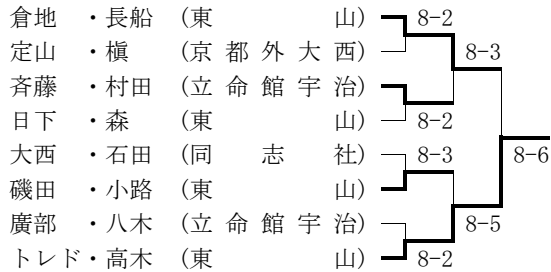 倉地 ・長船 (東 山) 8-2
定山 ・槇 (京都外大西) 8-3
斉藤 ・村田 (立命館宇治)
日下 ・森 (東 山) 8-2
大西 ・石田 (同 志 社) 8-3 8-6
磯田 ・小路 (東 山)
廣部 ・八木 (立命館宇治) 8-5
トレド・高木 (東 山) 8-2